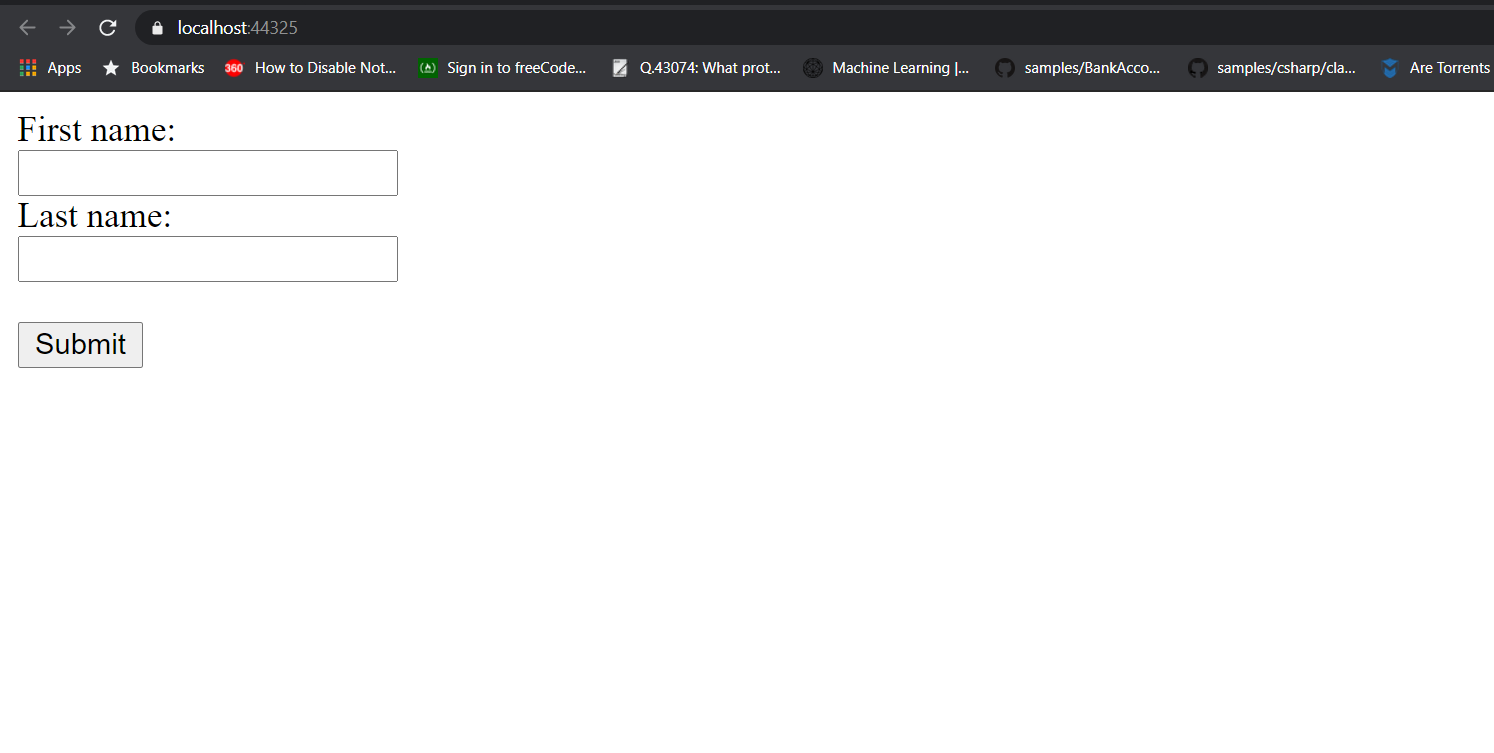 localhost:44325
Apps Bookmarks 360 How to Disable Not... Sign in to freeCode... Q.43074: What prot... Machine Learning |... samples/BankAcco... samples/csharp/cla... Are Torrents
First name:
Last name:
Submit